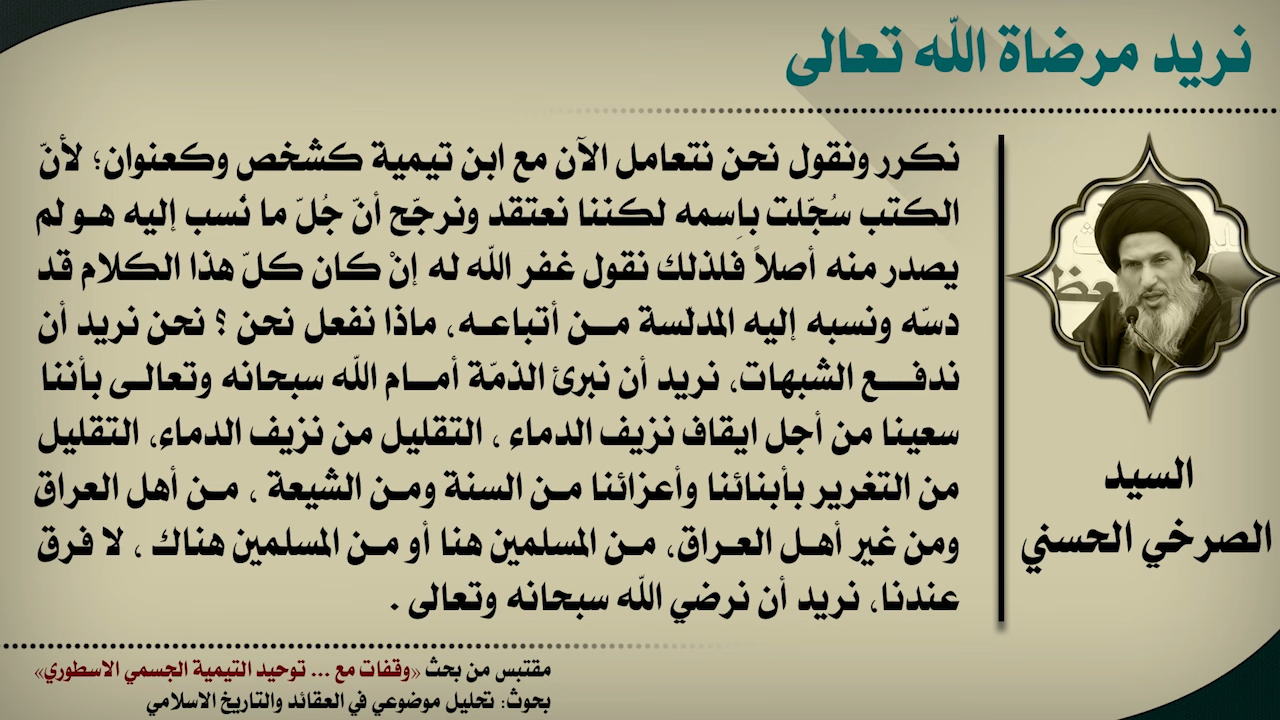 نريد مرضاة الله تعالى
نكرر ونقول نحن نتعامل الآن مع ابن تيمية كشخص وكعنوان؛ لأنّ
الكتب سُجّلت باِسمه لكننا نعتقد ونرجّح أنّ جُلّ ما نُسب إليه هو لم
يصدر منه أصلاً فلذلك نقول غفر الله له إنْ كان كلّ هذا الكلام قد
دسّه ونسبه إليه المدلّسة من أتباعه، ماذا نفعل نحن ؟ نحن نريد أن
ندفع الشبهات، نريد أن نبرئ الذمّة أمام الله سبحانه وتعالى بأننا
سعينا من أجل ايقاف نزيف الدماء ، التقليل من نزيف الدماء، التقليل
من التغرير بأبنائنا وأعزائنا من السنة ومن الشيعة ، من أهل العراق
ومن غير أهل العراق، من المسلمين هنا أو من المسلمين هناك ، لا فرق
عندنا، نريد أن نرضي الله سبحانه وتعالى .
السيد
الصرخي الحسني
مقتبس من بحث «وقفات مع ... توحيد التيمية الجسمي الاسطوري»
بحوث: تحليل موضوعي في العقائد والتاريخ الاسلامي